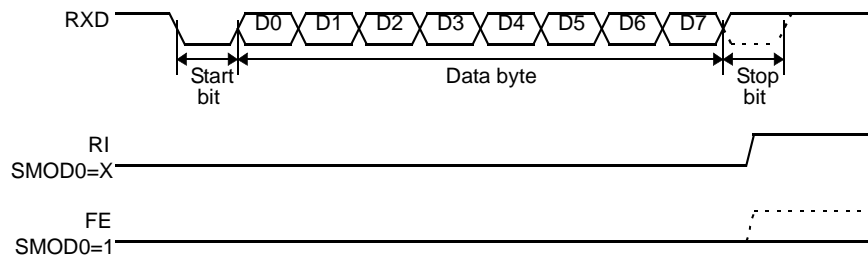 RXD
D0 D1 D2 D3 D4 D5 D6 D7
Start
bit
Data byte
Stop
bit
RI
SMOD0=X
FE
SMOD0=1